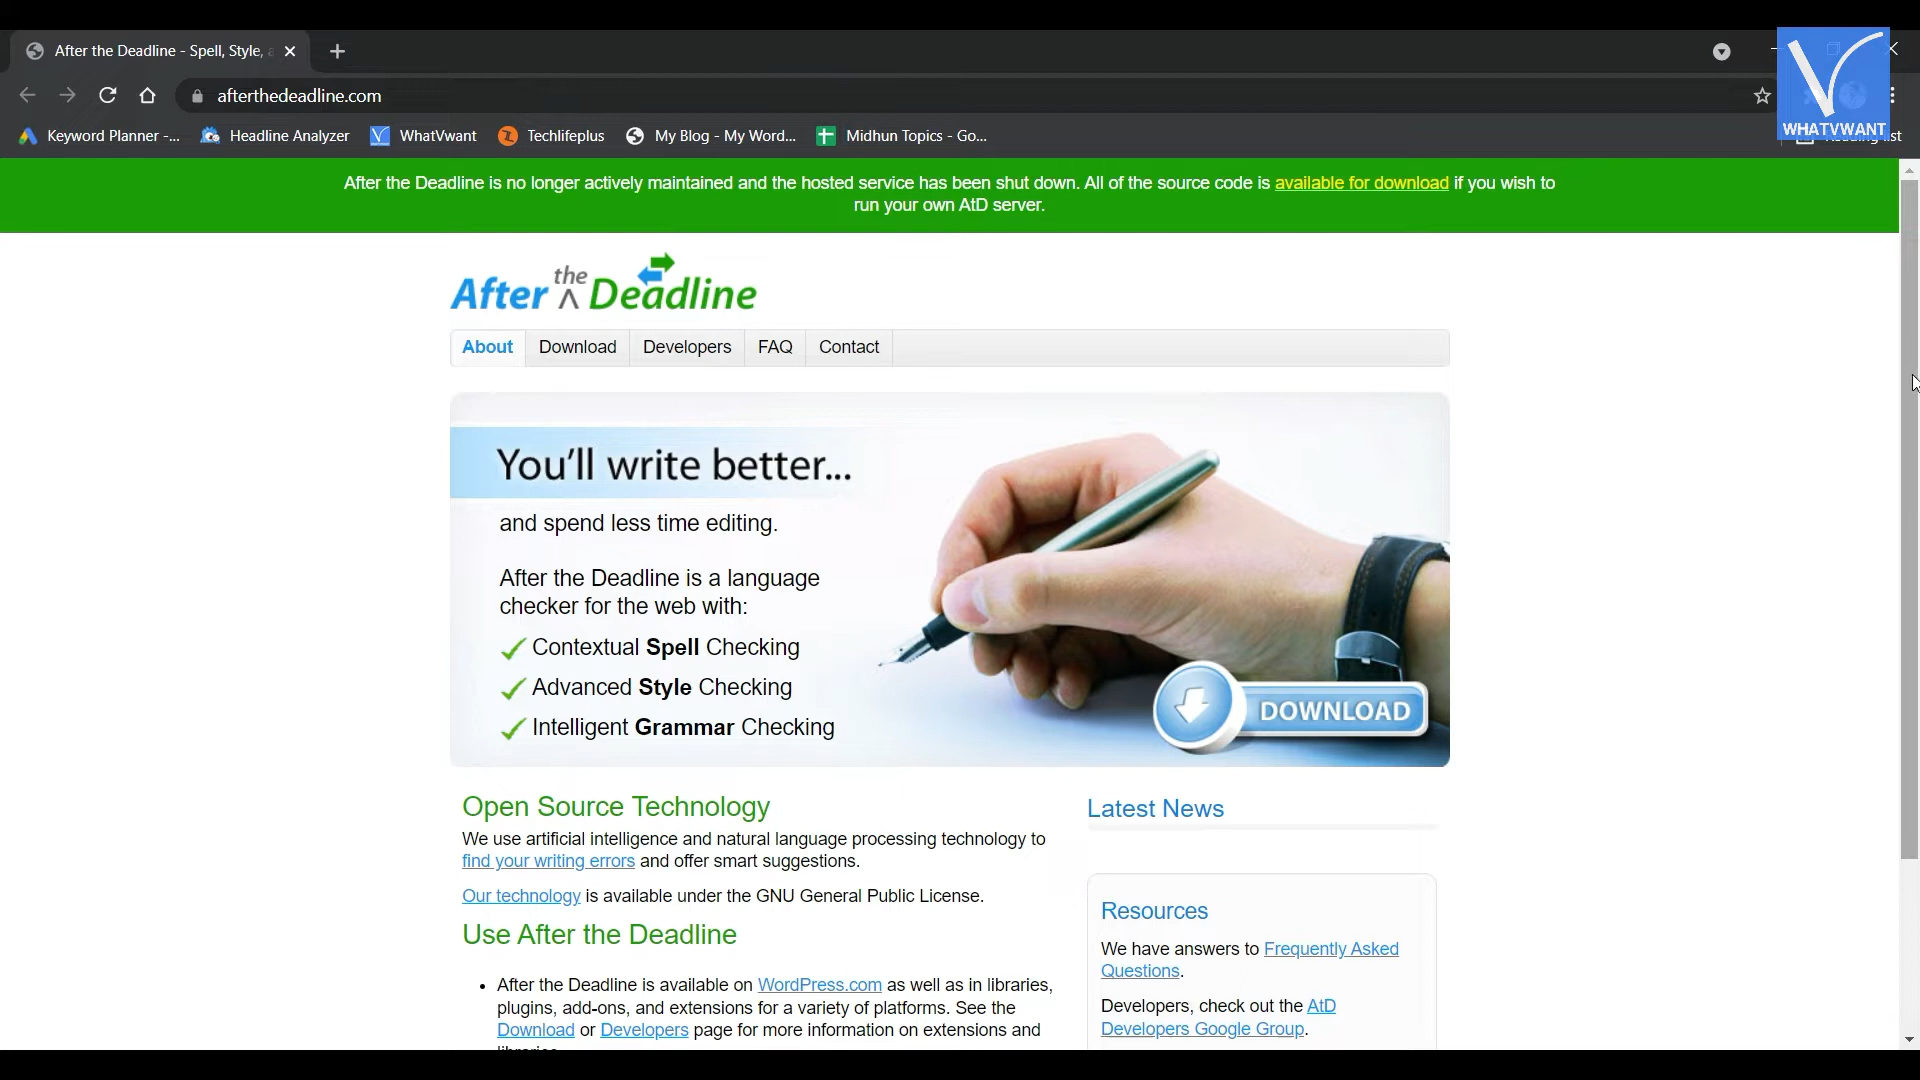 After the Deadline - Spell, Style,
afterthedeadline.com
Keyword Planner -...
Headline Analyzer
WhatVwant
Techlifeplus
My Blog - My Word...
Midhun Topics - Go...
WHATVWANT
After the Deadline is no longer actively maintained and the hosted service has been shut down. All of the source code is available for download if you wish to
run your own AtD server.
After the Deadline
About
Download
Developers
FAQ
Contact
You'll write better...
and spend less time editing.
After the Deadline is a language
checker for the web with:
Contextual Spell Checking
Advanced Style Checking
Intelligent Grammar Checking
DOWNLOAD
Open Source Technology
We use artificial intelligence and natural language processing technology to
find your writing errors and offer smart suggestions.
Our technology is available under the GNU General Public License.
Use After the Deadline
• After the Deadline is available on WordPress.com as well as in libraries,
plugins, add-ons, and extensions for a variety of platforms. See the
Download or Developers page for more information on extensions and
Latest News
Resources
We have answers to Frequently Asked
Questions.
Developers, check out the AtD
Developers Google Group.